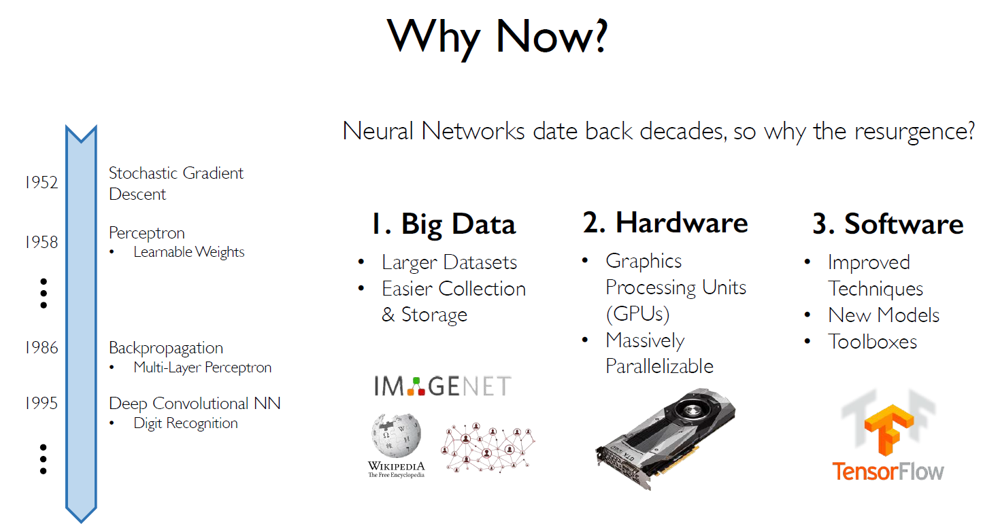 Why Now?
Neural Networks date back decades, so why the resurgence?
1952
Stochastic Gradient
Descent
1958
Perceptron
• Learnable Weights
1986
Backpropagation
• Multi-Layer Perceptron
1995
Deep Convolutional NN
• Digit Recognition
1. Big Data
• Larger Datasets
• Easier Collection
& Storage
IMAGENET
WIKIPEDIA
The Free Encyclopedia
2. Hardware
• Graphics
Processing Units
(GPUs)
• Massively
Parallelizable
GTX 1080
3. Software
• Improved
Techniques
• New Models
• Toolboxes
TensorFlow